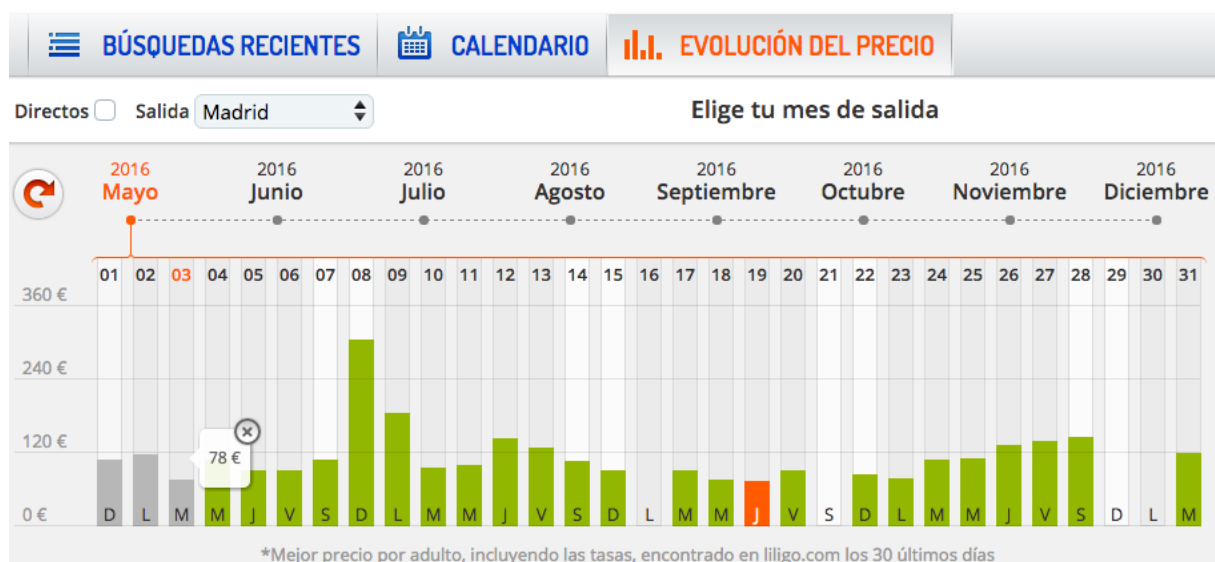 BÚSQUEDAS RECIENTES CALENDARIO EVOLUCIÓN DEL PRECIO
Directos Salida Madrid Elige tu mes de salida
2016 2016 2016 2016 2016 2016 2016 2016
Mayo Junio Julio Agosto Septiembre Octubre Noviembre Diciembre
01 02 03 04 05 06 07 08 09 10 11 12 13 14 15 16 17 18 19 20 21 22 23 24 25 26 27 28 29 30 31
360 €
240 €
120 €
78 €
0 € D L M M J V S D L M M J V S D L M M J V S D L M M J V S D L M
*Mejor precio por adulto, incluyendo las tasas, encontrado en liligo.com los 30 últimos días